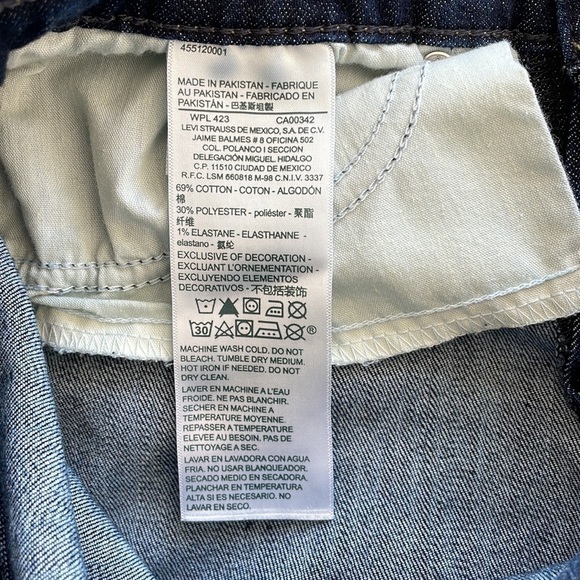 455120001
MADE IN PAKISTAN - FABRIQUE
AU PAKISTAN - FABRICADO EN
PAKISTÁN - 巴基斯坦製
WPL 423 CA00342
LEVI STRAUSS DE MEXICO, S.A. DE C.V.
JAIME BALMES # 8 OFICINA 502
COL. POLANCO I SECCION
DELEGACIÓN MIGUEL. HIDALGO
C.P. 11510 CIUDAD DE MEXICO
R.F.C. LSM 660818 M-98 C.N.I.V. 3337
69% COTTON - COTON - ALGODÓN
棉
30% POLYESTER - poliéster - 聚酯
纤维
1% ELASTANE - ELASTHANNE -
elastano - 氨纶
EXCLUSIVE OF DECORATION -
EXCLUANT L'ORNEMENTATION -
EXCLUYENDO ELEMENTOS
DECORATIVOS - 不包括装饰
30 ®
MACHINE WASH COLD. DO NOT
BLEACH. TUMBLE DRY MEDIUM.
HOT IRON IF NEEDED. DO NOT
DRY CLEAN.
LAVER EN MACHINE A L'EAU
FROIDE. NE PAS BLANCHIR.
SECHER EN MACHINE A
TEMPERATURE MOYENNE.
REPASSER A TEMPERATURE
ELEVEE AU BESOIN. PAS DE
NETTOYAGE A SEC.
LAVAR EN LAVADORA CON AGUA
FRIA. NO USAR BLANQUEADOR.
SECADO MEDIO EN SECADORA.
PLANCHAR EN TEMPERATURA
ALTA SI ES NECESARIO. NO
LAVAR EN SECO.